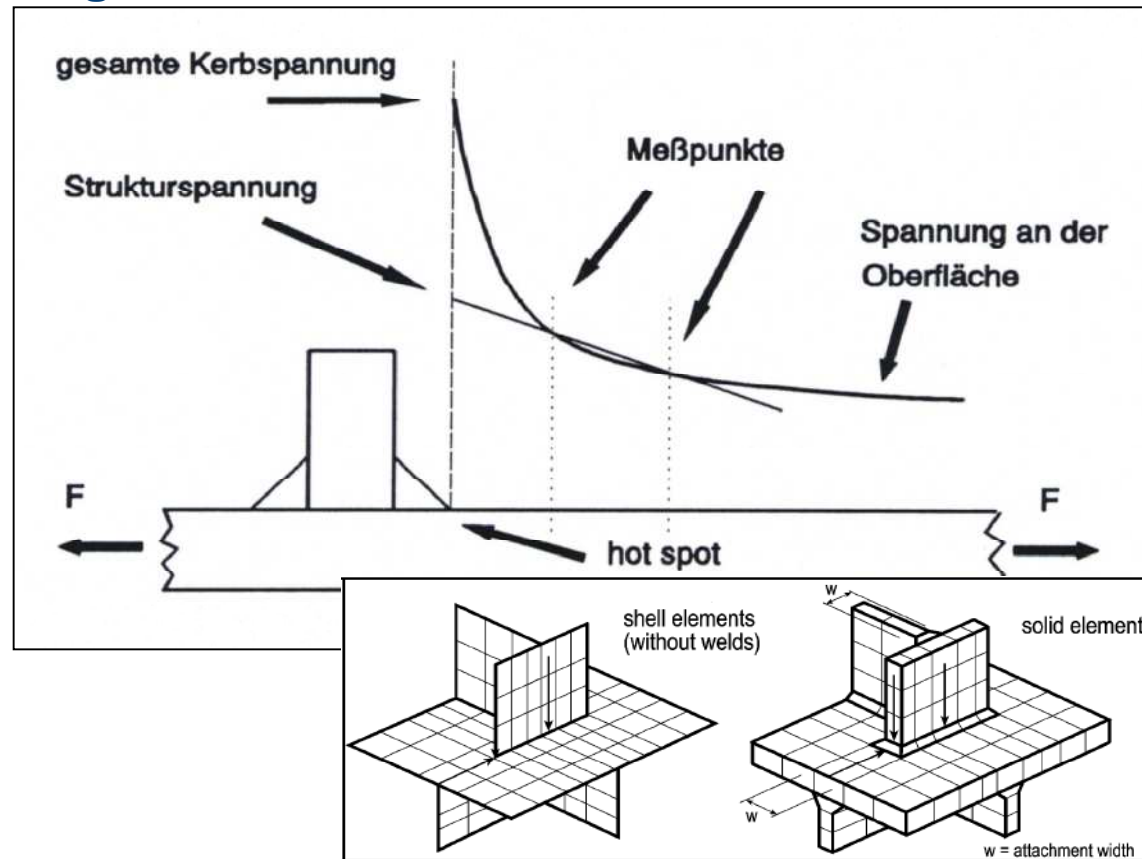 gesamte Kerbspannung
Meßpunkte
Strukturspannung
Spannung an der
Oberfläche
F
F
hot spot
w
shell elements
(without welds)
solid element
w
w = attachment width